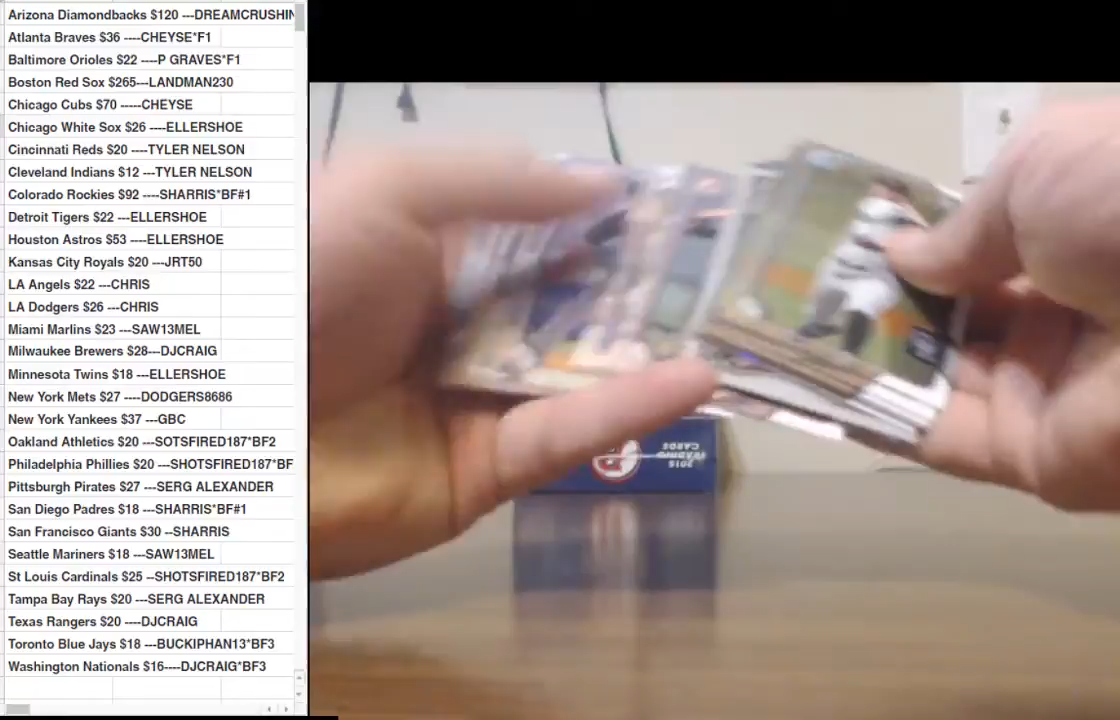 Arizona Diamondbacks $120 ---DREAMCRUSHIN
Atlanta Braves $36 ----CHEYSE*F1
Baltimore Orioles $22 ----P GRAVES*F1
Boston Red Sox $265---LANDMAN230
Chicago Cubs $70 -----CHEYSE
Chicago White Sox $26 ----ELLERSHOE
Cincinnati Reds $20 ----TYLER NELSON
Cleveland Indians $12 ---TYLER NELSON
Colorado Rockies $92 ----SHARRIS*BF#1
Detroit Tigers $22 ---ELLERSHOE
Houston Astros $53 ----ELLERSHOE
Kansas City Royals $20 ---JRT50
LA Angels $22 ---CHRIS
LA Dodgers $26 ---CHRIS
Miami Marlins $23 ---SAW13MEL
Milwaukee Brewers $28---DJCRAIG
Minnesota Twins $18 ---ELLERSHOE
New York Mets $27 ----DODGERS8686
New York Yankees $37 ---GBC
Oakland Athletics $20 ---SOTSFIRED187*BF2
Philadelphia Phillies $20 ---SHOTSFIRED187*BF
Pittsburgh Pirates $27 ---SERG ALEXANDER
San Diego Padres $18 ---SHARRIS*BF#1
San Francisco Giants $30 --SHARRIS
Seattle Mariners $18 ---SAW13MEL
St Louis Cardinals $25 --SHOTSFIRED187*BF2
Tampa Bay Rays $20 ---SERG ALEXANDER
Texas Rangers $20 ----DJCRAIG
Toronto Blue Jays $18 ---BUCKIPHAN13*BF3
Washington Nationals $16----DJCRAIG*BF3
2015
TRADING
CARDS